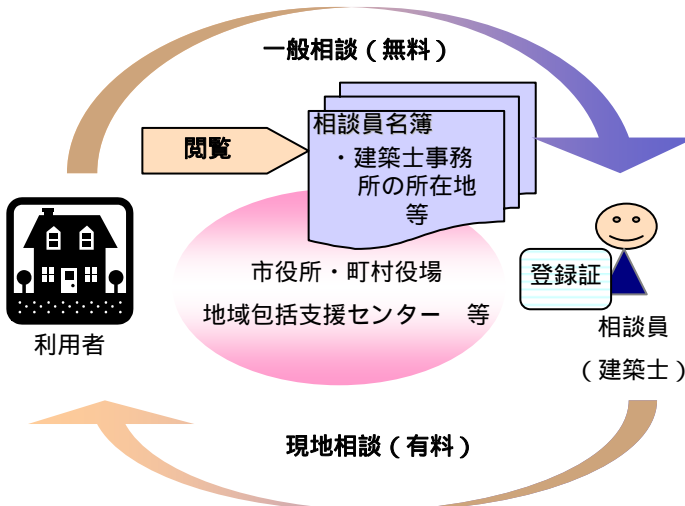 一般相談(無料)
相談員名簿
・建築士事務
所の所在地
等
閲覧
市役所・町村役場
地域包括支援センター　等
登録証
利用者
相談員
(建築士)
現地相談(有料)